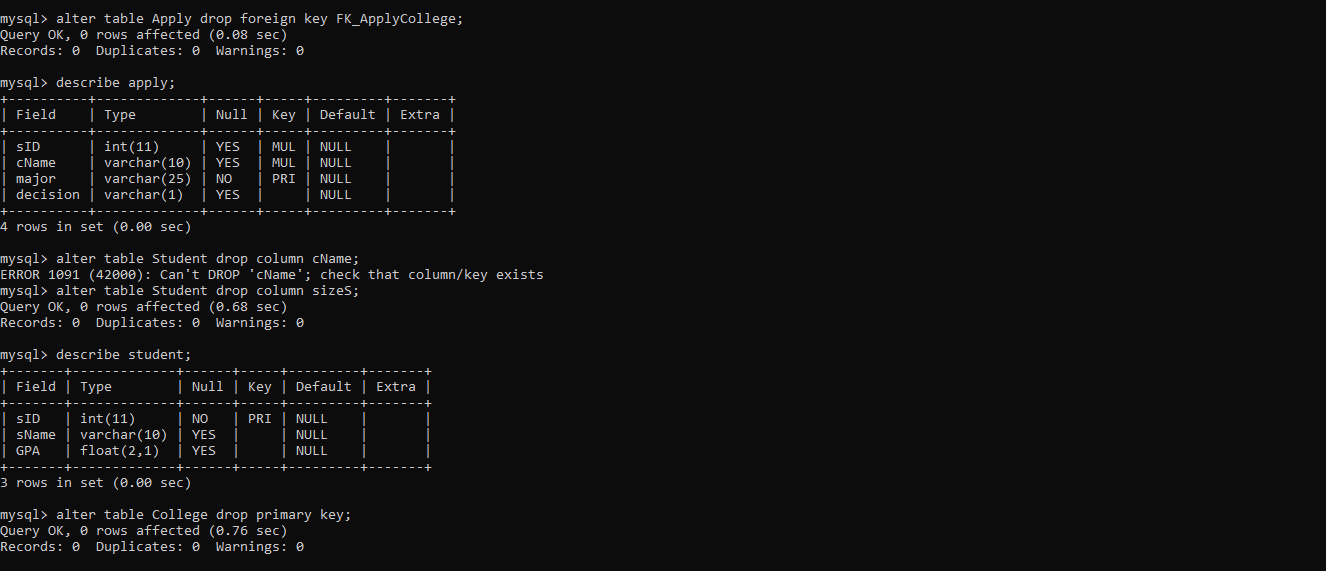 mysql> alter table Apply drop foreign key FK_ApplyCollege;
Query OK, 0 rows affected (0.08 sec)
Records: 0  Duplicates: 0  Warnings: 0

mysql> describe apply;
+----------+-------------+------+-----+---------+-------+
| Field    | Type        | Null | Key | Default | Extra |
+----------+-------------+------+-----+---------+-------+
| sID      | int(11)     | YES  | MUL | NULL    |       |
| cName    | varchar(10) | YES  | MUL | NULL    |       |
| major    | varchar(25) | NO   | PRI | NULL    |       |
| decision | varchar(1)  | YES  |     | NULL    |       |
+----------+-------------+------+-----+---------+-------+
4 rows in set (0.00 sec)

mysql> alter table Student drop column cName;
ERROR 1091 (42000): Can't DROP 'cName'; check that column/key exists
mysql> alter table Student drop column sizeS;
Query OK, 0 rows affected (0.68 sec)
Records: 0  Duplicates: 0  Warnings: 0

mysql> describe student;
+-------+-------------+------+-----+---------+-------+
| Field | Type        | Null | Key | Default | Extra |
+-------+-------------+------+-----+---------+-------+
| sID   | int(11)     | NO   | PRI | NULL    |       |
| sName | varchar(10) | YES  |     | NULL    |       |
| GPA   | float(2,1)  | YES  |     | NULL    |       |
+-------+-------------+------+-----+---------+-------+
3 rows in set (0.00 sec)

mysql> alter table College drop primary key;
Query OK, 0 rows affected (0.76 sec)
Records: 0  Duplicates: 0  Warnings: 0